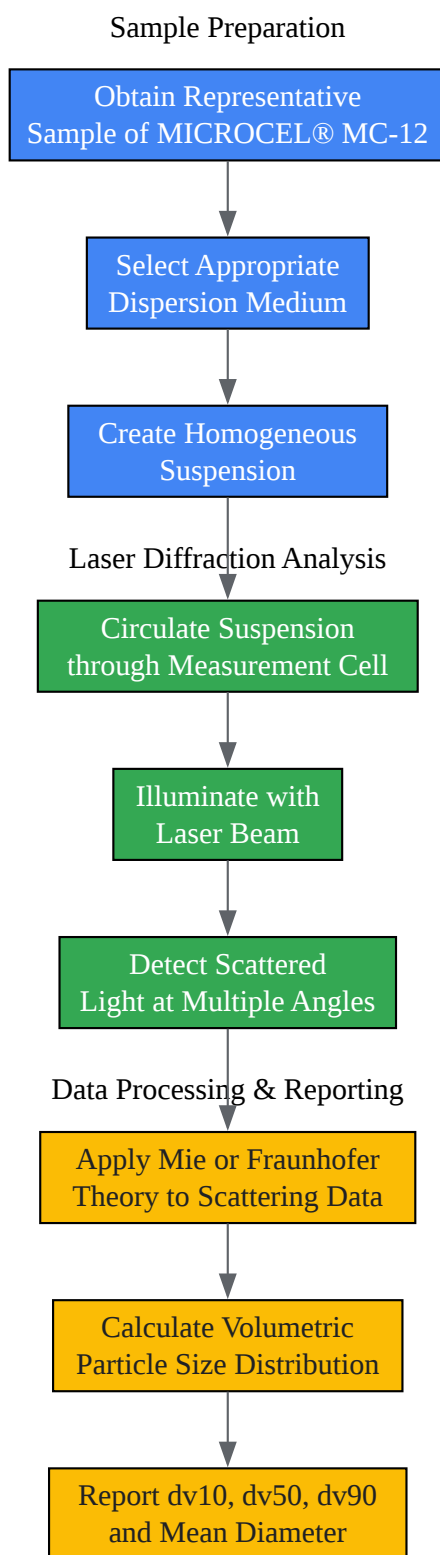 Sample Preparation
Obtain Representative
Sample of MICROCEL® MC-12
Select Appropriate
Dispersion Medium
Create Homogeneous
Suspension
Laser Diffraction Analysis
Circulate Suspension
through Measurement Cell
Illuminate with
Laser Beam
Detect Scattered
Light at Multiple Angles
Data Processing & Reporting
Apply Mie or Fraunhofer
Theory to Scattering Data
Calculate Volumetric
Particle Size Distribution
Report dv10, dv50, dv90
and Mean Diameter